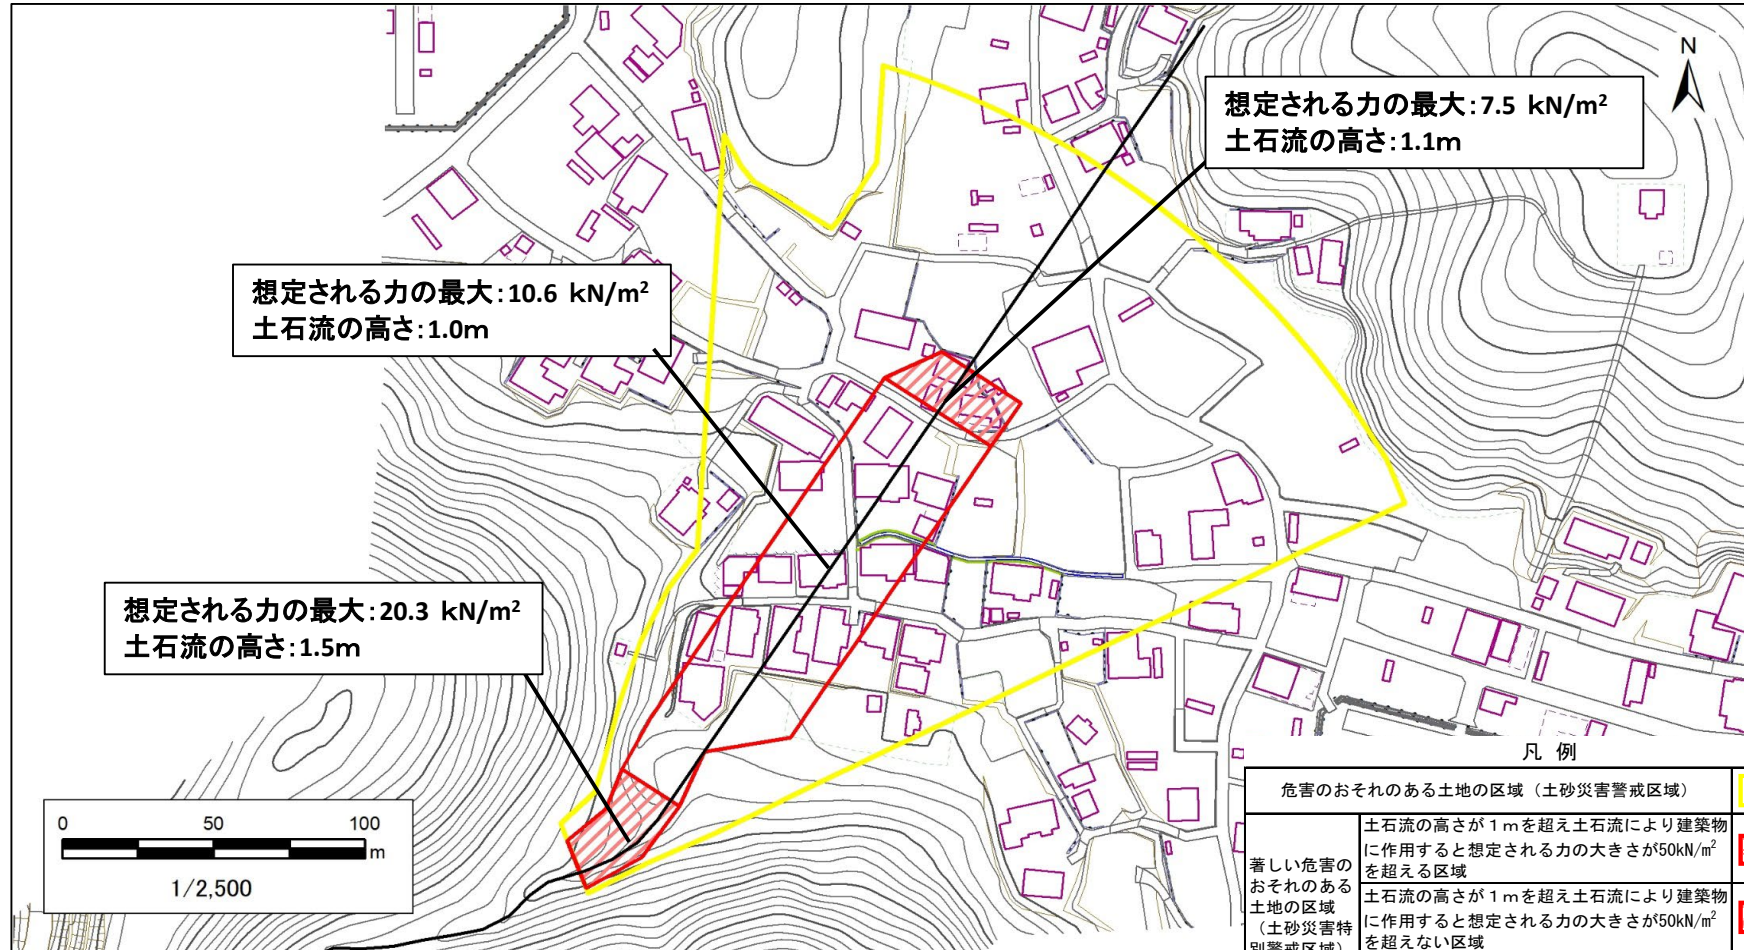 N
想定される力の最大：7.5 kN/m²
土石流の高さ：1.1m
想定される力の最大：10.6 kN/m²
土石流の高さ：1.0m
想定される力の最大：20.3 kN/m²
土石流の高さ：1.5m
0 50 100
m
1/2,500
凡 例
危害のおそれのある土地の区域（土砂災害警戒区域）
著しい危害の
おそれのある
土地の区域
（土砂災害特
別警戒区域）
土石流の高さが１ｍを超え土石流により建築物
に作用すると想定される力の大きさが50kN/m²
を超える区域
土石流の高さが１ｍを超え土石流により建築物
に作用すると想定される力の大きさが50kN/m²
を超えない区域